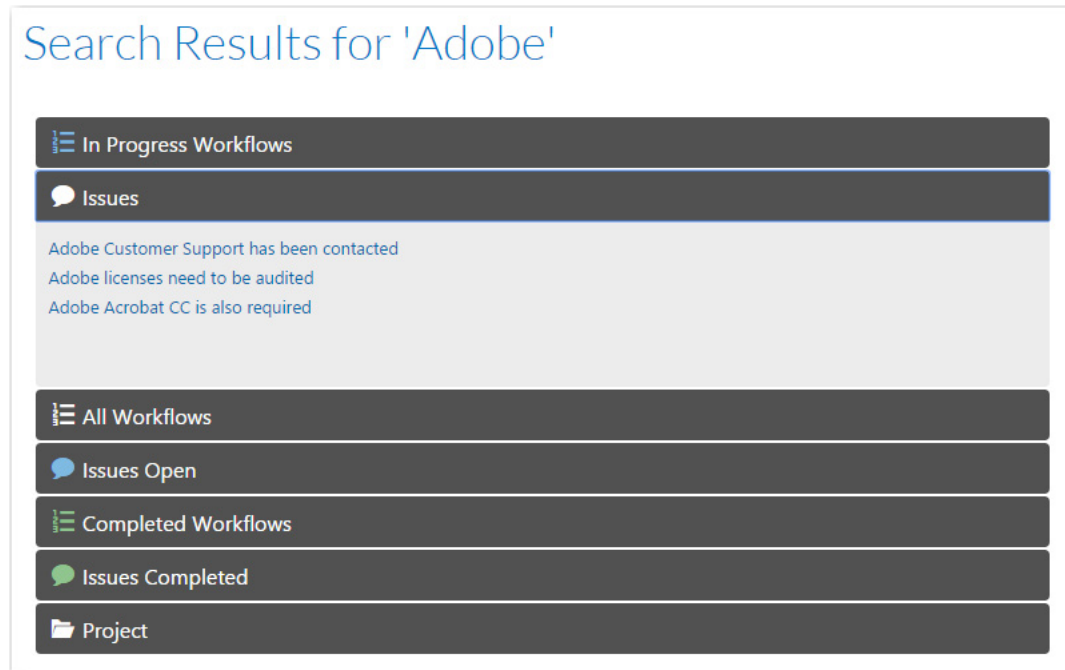 Search Results for 'Adobe'
In Progress Workflows
Issues
Adobe Customer Support has been contacted
Adobe licenses need to be audited
Adobe Acrobat CC is also required
All Workflows
Issues Open
Completed Workflows
Issues Completed
Project